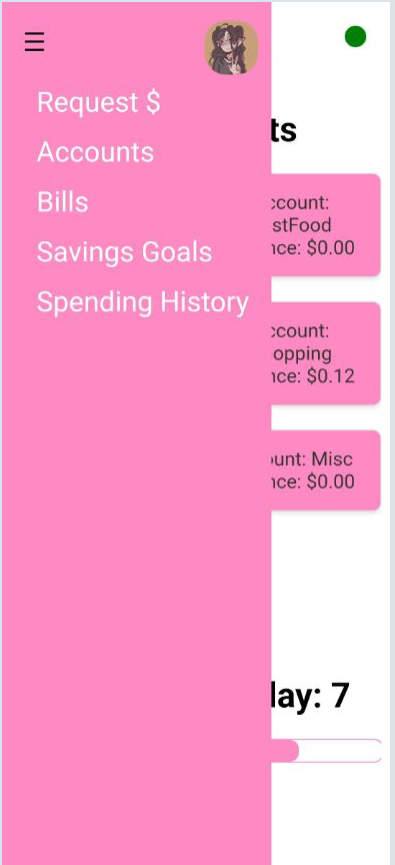 ☰
Request $
Accounts
Bills
Savings Goals
Spending History
ts
ccount:
stFood
nce: $0.00
ccount:
opping
nce: $0.12
ount: Misc
nce: $0.00
lay: 7